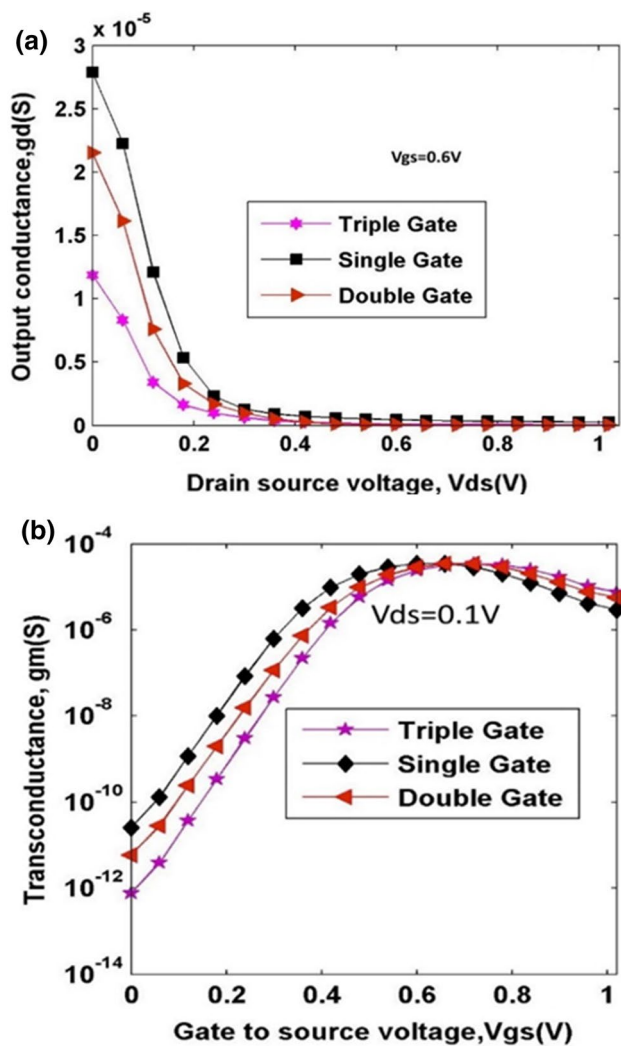 (a)
x 10-5
3
2.5
2
1.5
1
0.5
0
Output conductance,gd(S)
Vgs=0.6V
Triple Gate
Single Gate
Double Gate
0 0.2 0.4 0.6 0.8 1
Drain source voltage, Vds(V)
(b)
10-4
10-6
10-8
10-10
10-12
10-14
Transconductance, gm(S)
Vds=0.1V
Triple Gate
Single Gate
Double Gate
0 0.2 0.4 0.6 0.8 1
Gate to source voltage,Vgs(V)